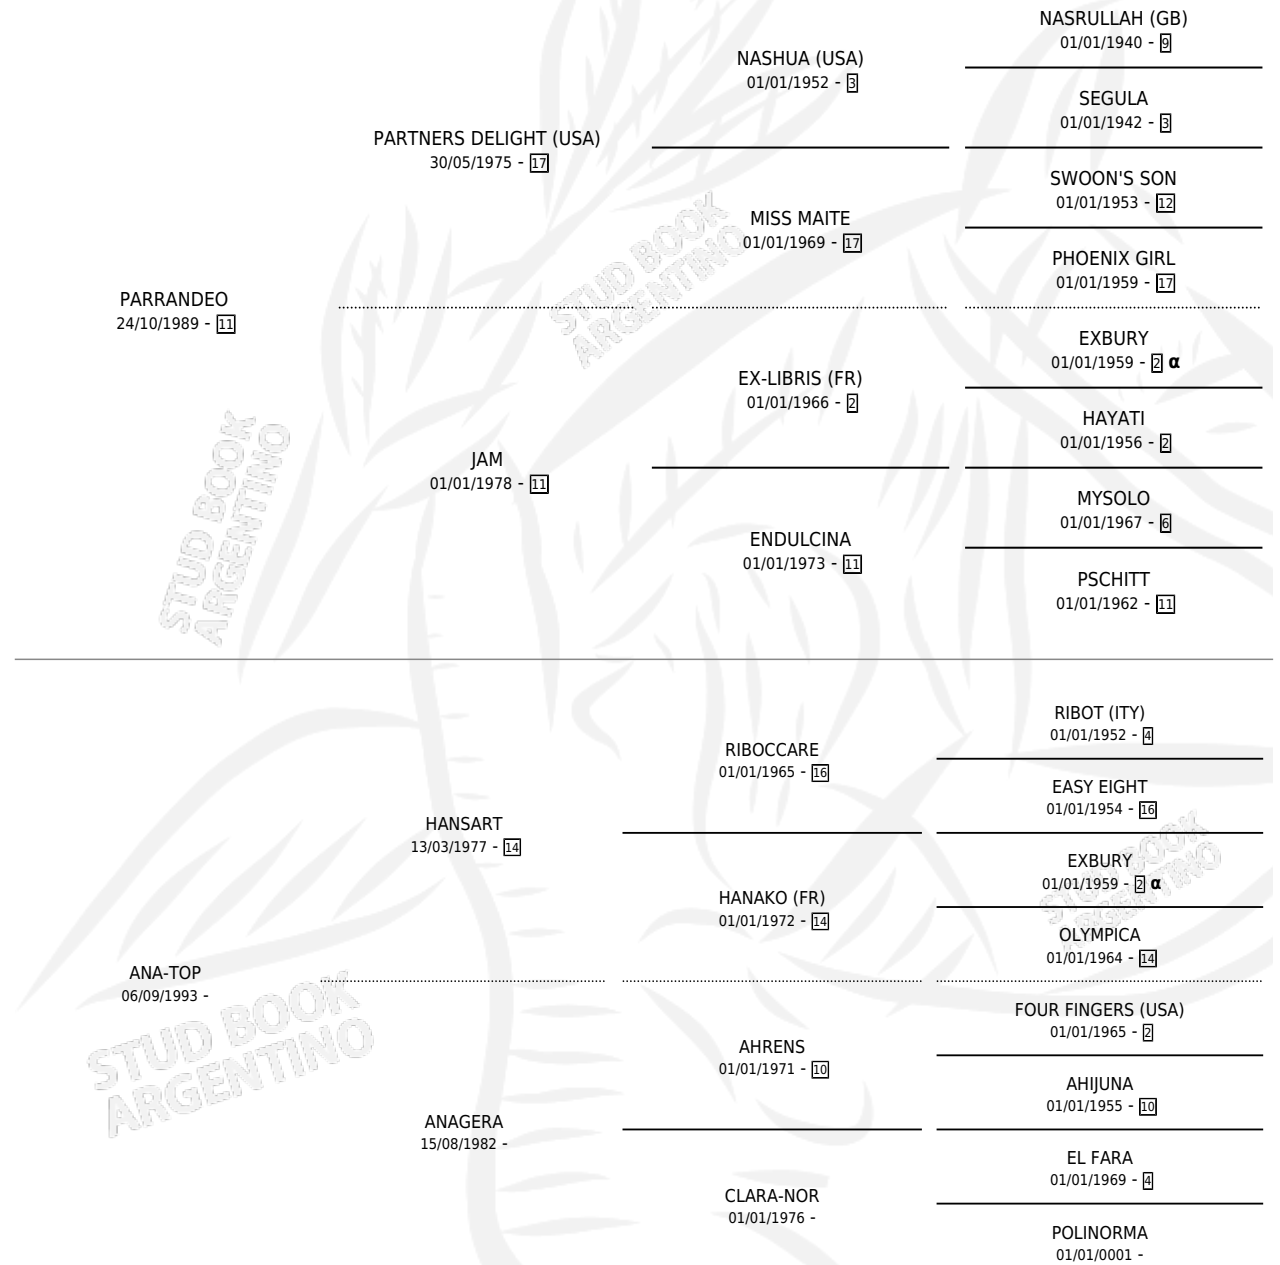 NASRULLAH (GB)
01/01/1940 - 9
NASHUA (USA)
01/01/1952 - 3
SEGULA
01/01/1942 - 3
PARTNERS DELIGHT (USA)
30/05/1975 - 17
SWOON'S SON
01/01/1953 - 12
MISS MAITE
01/01/1969 - 17
PHOENIX GIRL
01/01/1959 - 17
PARRANDEO
24/10/1989 - 11
STUD BOOK
ARGENTINO
EXBURY
01/01/1959 - 2 α
EX-LIBRIS (FR)
01/01/1966 - 2
HAYATI
01/01/1956 - 2
JAM
01/01/1978 - 11
MYSOLO
01/01/1967 - 6
ENDULCINA
01/01/1973 - 11
PSCHITT
01/01/1962 - 11
STUD BOOK
ARGENTINO
RIBOT (ITY)
01/01/1952 - 4
RIBOCCARE
01/01/1965 - 16
EASY EIGHT
01/01/1954 - 16
HANSART
13/03/1977 - 14
EXBURY
01/01/1959 - 2 α
HANAKO (FR)
01/01/1972 - 14
OLYMPICA
01/01/1964 - 14
STUD BOOK
ARGENTINO
ANA-TOP
06/09/1993 -
FOUR FINGERS (USA)
01/01/1965 - 2
AHRENS
01/01/1971 - 10
AHIJUNA
01/01/1955 - 10
STUD BOOK
ARGENTINO
ANAGERA
15/08/1982 -
EL FARA
01/01/1969 - 4
CLARA-NOR
01/01/1976 -
POLINORMA
01/01/0001 -